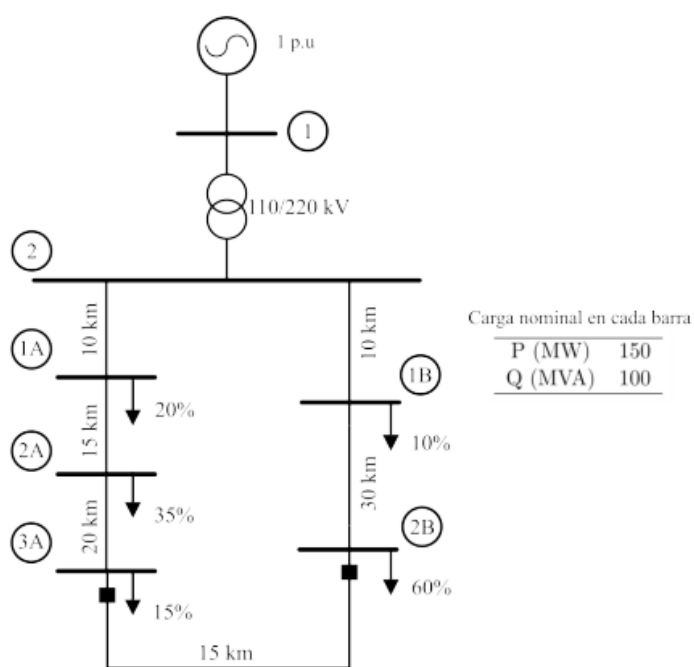 1 p.u
1
110/220 kV
2
10 km
10 km
Carga nominal en cada barra
P (MW) 150
Q (MVA) 100
1A
1B
20%
10%
15 km
2A
30 km
35%
20 km
3A
2B
15%
60%
15 km